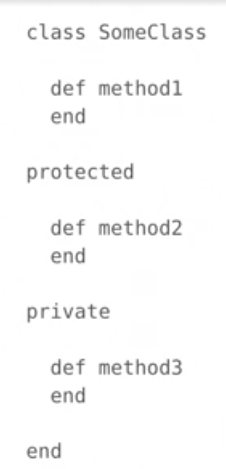 class SomeClass
def method1
end
protected
def method2
end
private
def method3
end
end